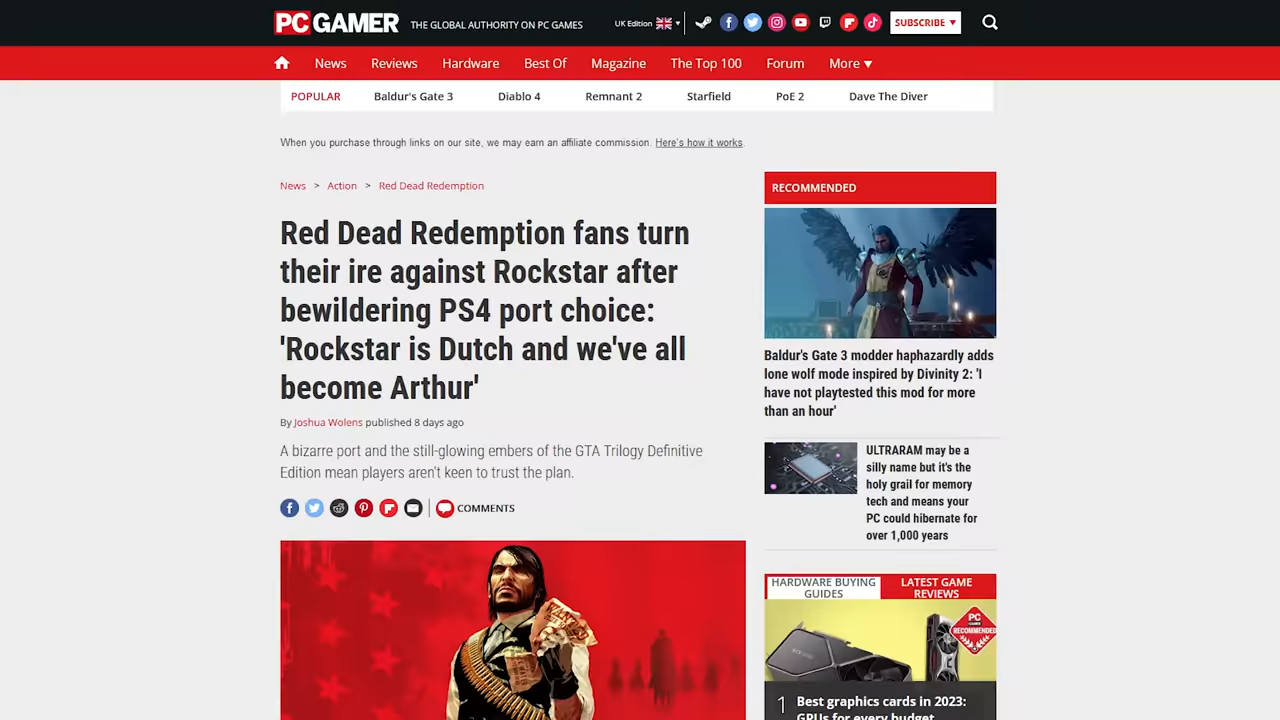 PC GAMER THE GLOBAL AUTHORITY ON PC GAMES UK Edition SUBSCRIBE
News Reviews Hardware Best Of Magazine The Top 100 Forum More
POPULAR Baldur's Gate 3 Diablo 4 Remnant 2 Starfield PoE 2 Dave The Diver
When you purchase through links on our site, we may earn an affiliate commission. Here's how it works.
News > Action > Red Dead Redemption
Red Dead Redemption fans turn
their ire against Rockstar after
bewildering PS4 port choice:
'Rockstar is Dutch and we've all
become Arthur'
By Joshua Wolens published 8 days ago
A bizarre port and the still-glowing embers of the GTA Trilogy Definitive
Edition mean players aren't keen to trust the plan.
COMMENTS
RECOMMENDED
Baldur's Gate 3 modder haphazardly adds
lone wolf mode inspired by Divinity 2: 'I
have not playtested this mod for more
than an hour'
ULTRARAM may be a
silly name but it's the
holy grail for memory
tech and means your
PC could hibernate for
over 1,000 years
HARDWARE BUYING
GUIDES
LATEST GAME
REVIEWS
PC
GAMER
RECOMMENDED
1 Best graphics cards in 2023:
GPUs for every budget